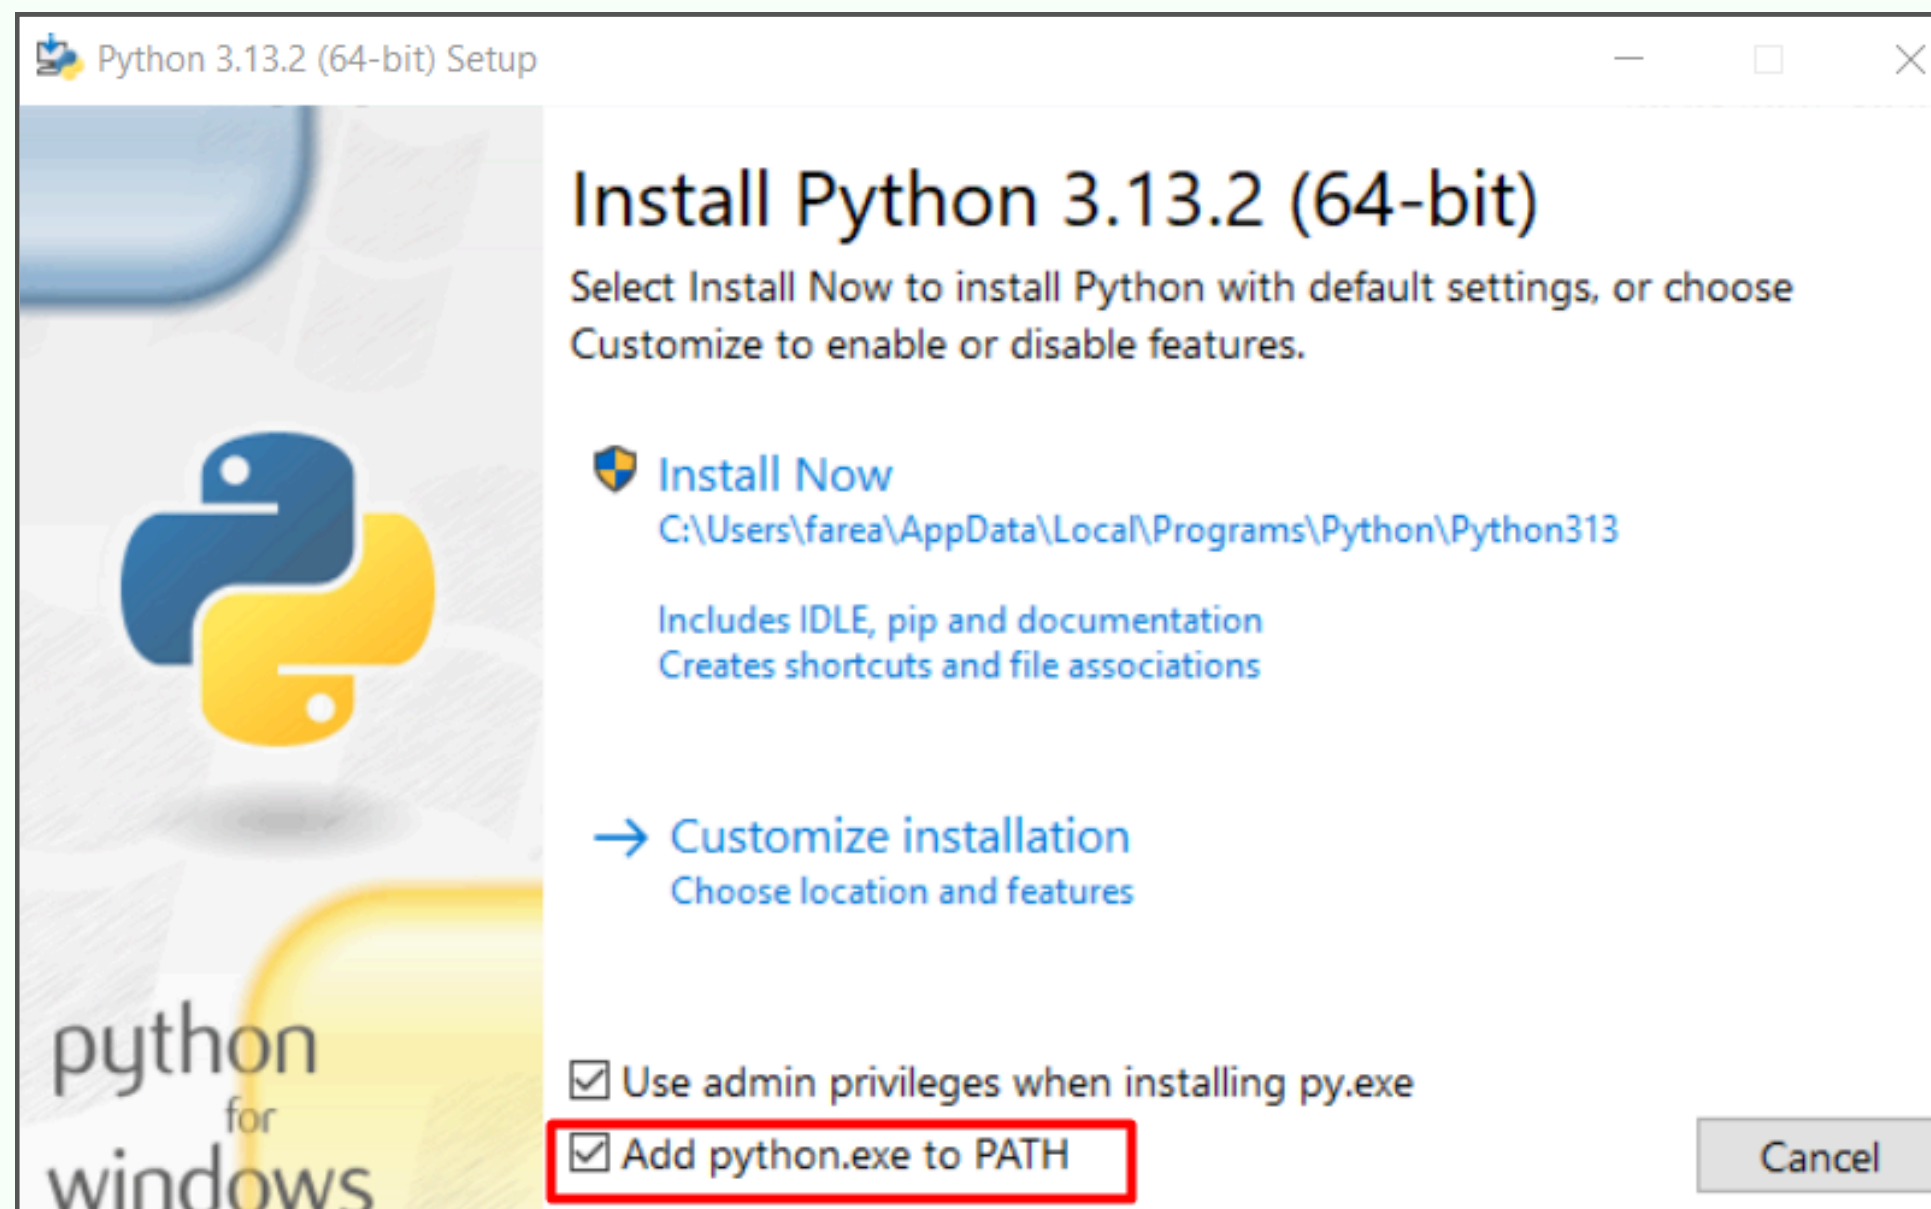 Python 3.13.2 (64-bit) Setup
Install Python 3.13.2 (64-bit)
Select Install Now to install Python with default settings, or choose
Customize to enable or disable features.
Install Now
C:\Users\farea\AppData\Local\Programs\Python\Python313
Includes IDLE, pip and documentation
Creates shortcuts and file associations
Customize installation
Choose location and features
python
for
windows
Use admin privileges when installing py.exe
Add python.exe to PATH
Cancel